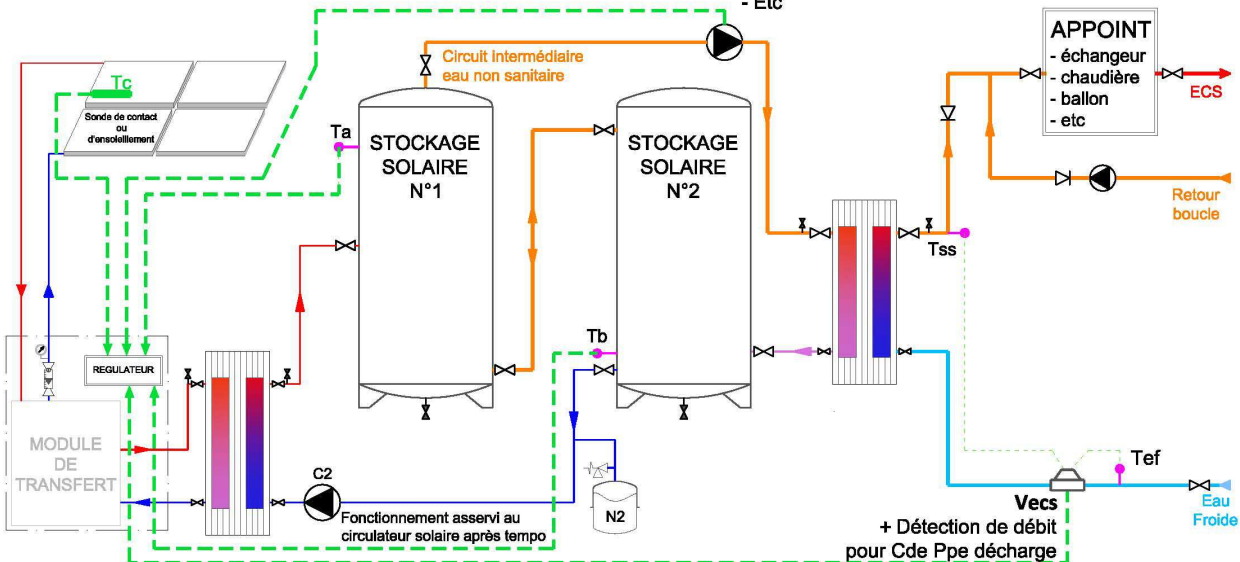 - Etc
Circuit intermédiaire
eau non sanitaire
APPOINT
- échangeur
- chaudière
- ballon
- etc
ECS
Tc
Sonde de contact
ou
d'ensoleillement
Ta
STOCKAGE
SOLAIRE
N°1
STOCKAGE
SOLAIRE
N°2
Retour
boucle
Tss
Tb
REGULATEUR
MODULE
DE
TRANSFERT
C2
Fonctionnement asservi au
circulateur solaire après tempo
N2
Tef
Vecs
+ Détection de débit
pour Cde Ppe décharge
Eau
Froide